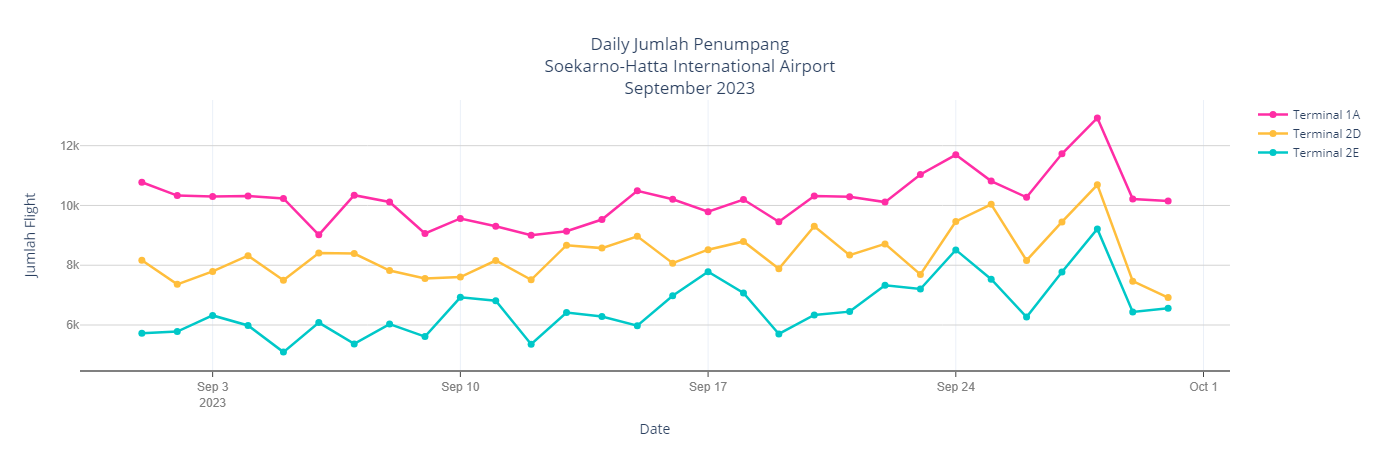 Daily Jumlah Penumpang
Soekarno-Hatta International Airport
September 2023
Terminal 1A
Terminal 2D
Terminal 2E
Jumlah Flight
12k
10k
8k
6k
Sep 3
2023
Sep 10
Sep 17
Sep 24
Oct 1
Date